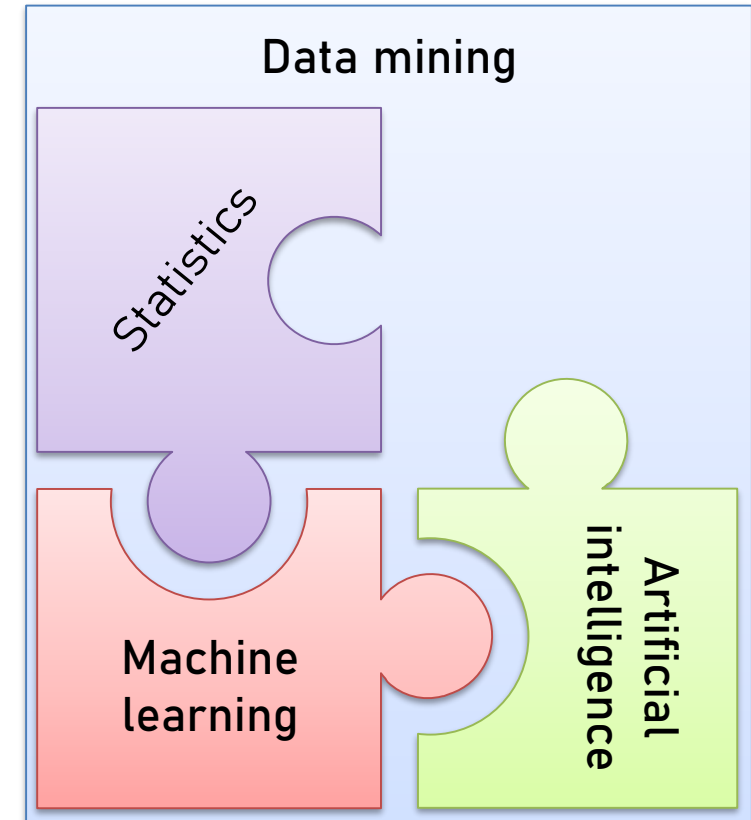 Data mining
Statistics
Machine
learning
Artificial
intelligence